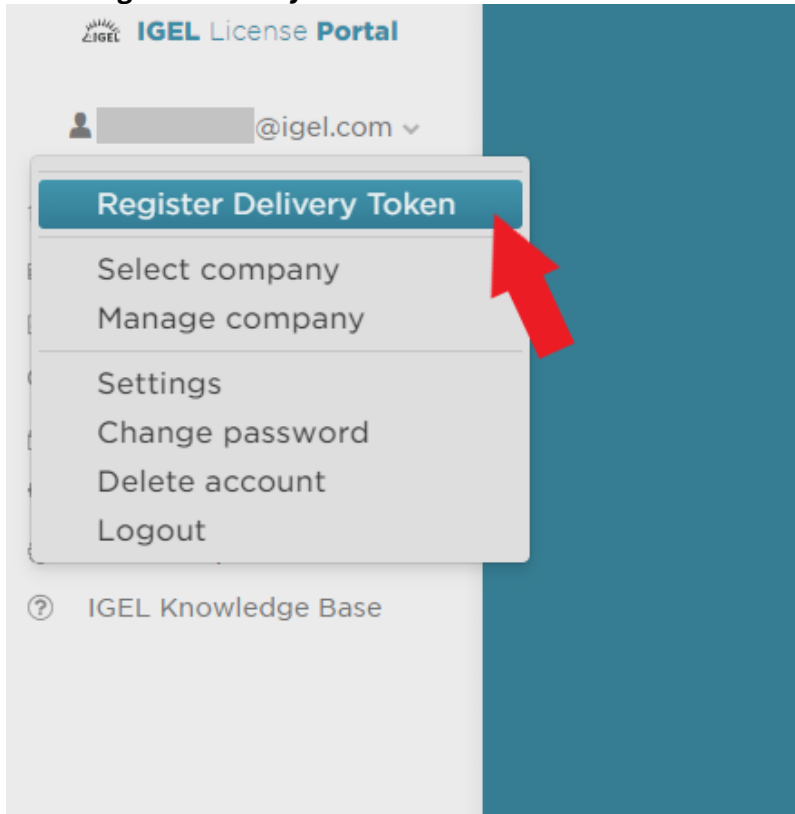 IGEL License Portal
@igel.com
Register Delivery Token
Select company
Manage company
Settings
Change password
Delete account
Logout
IGEL Knowledge Base